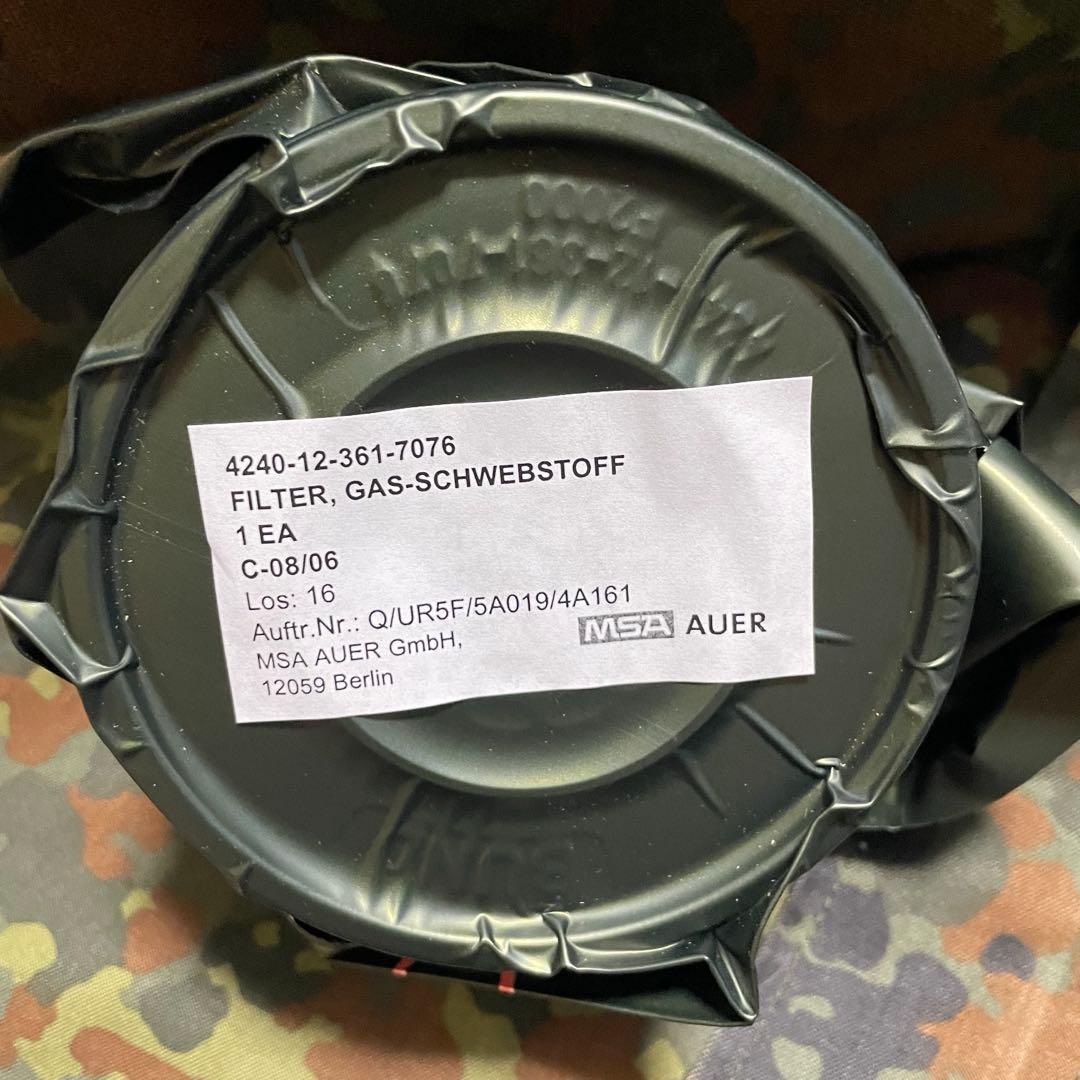 4240-12-361-7076
FILTER, GAS-SCHWEBSTOFF
1 EA
C-08/06
Los: 16
Auftr.Nr.: Q/UR5F/5A019/4A161
MSA AUER GmbH,
12059 Berlin
MSA AUER